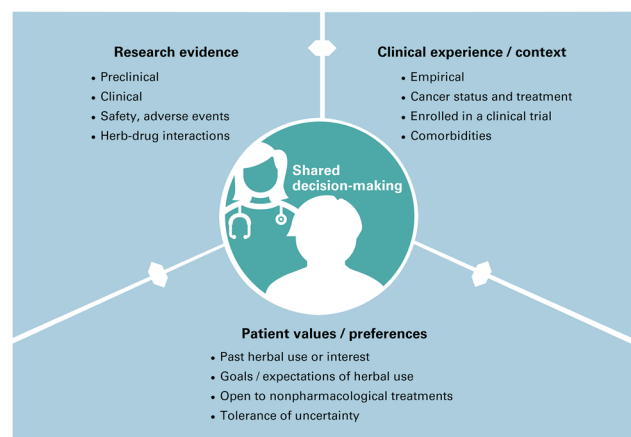 Research evidence
• Preclinical
• Clinical
• Safety, adverse events
• Herb-drug interactions
Clinical experience / context
• Empirical
• Cancer status and treatment
• Enrolled in a clinical trial
• Comorbidities
Shared
decision-making
Patient values / preferences
• Past herbal use or interest
• Goals / expectations of herbal use
• Open to nonpharmacological treatments
• Tolerance of uncertainty